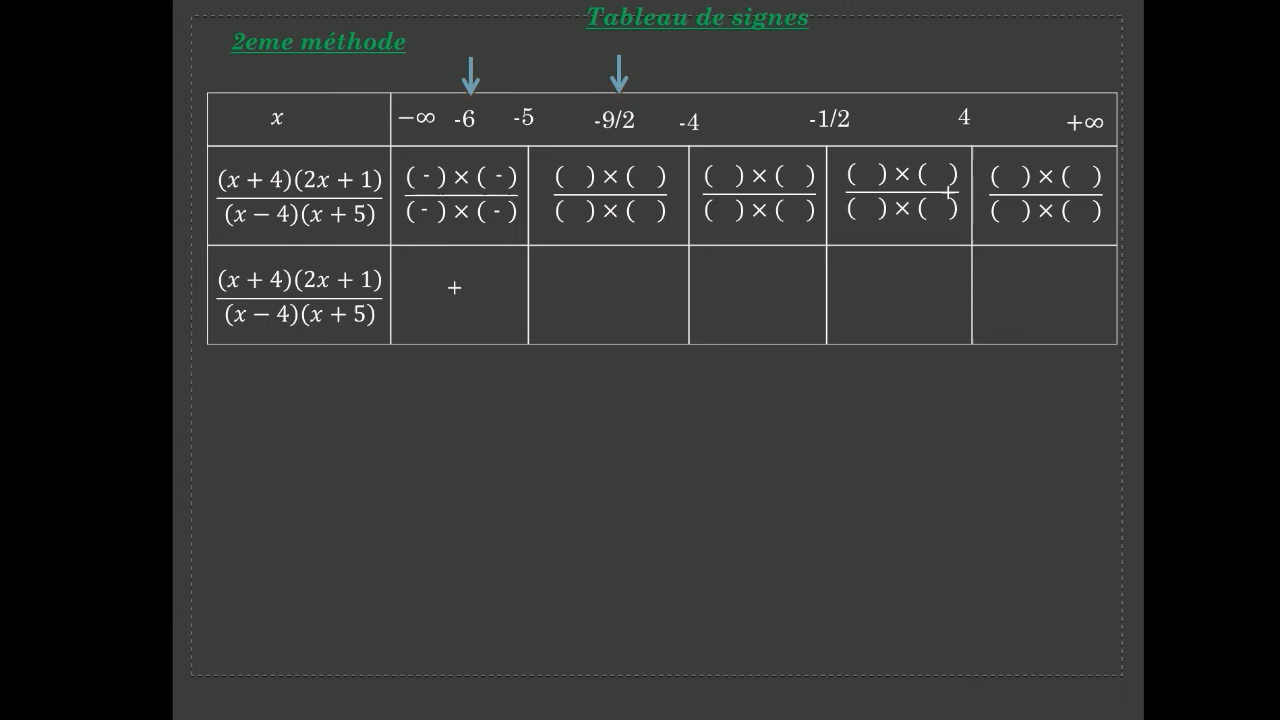 Tableau de signes
2eme méthode
x −∞ -6 -5 -9/2 -4 -1/2 4 +∞
(x + 4)(2x + 1) ( - ) × ( - ) ( ) × ( ) ( ) × ( ) ( ) × ( ) ( ) × ( )
(x − 4)(x + 5) ( - ) × ( - ) ( ) × ( ) ( ) × ( ) ( ) × ( ) ( ) × ( )
(x + 4)(2x + 1) +
(x − 4)(x + 5)